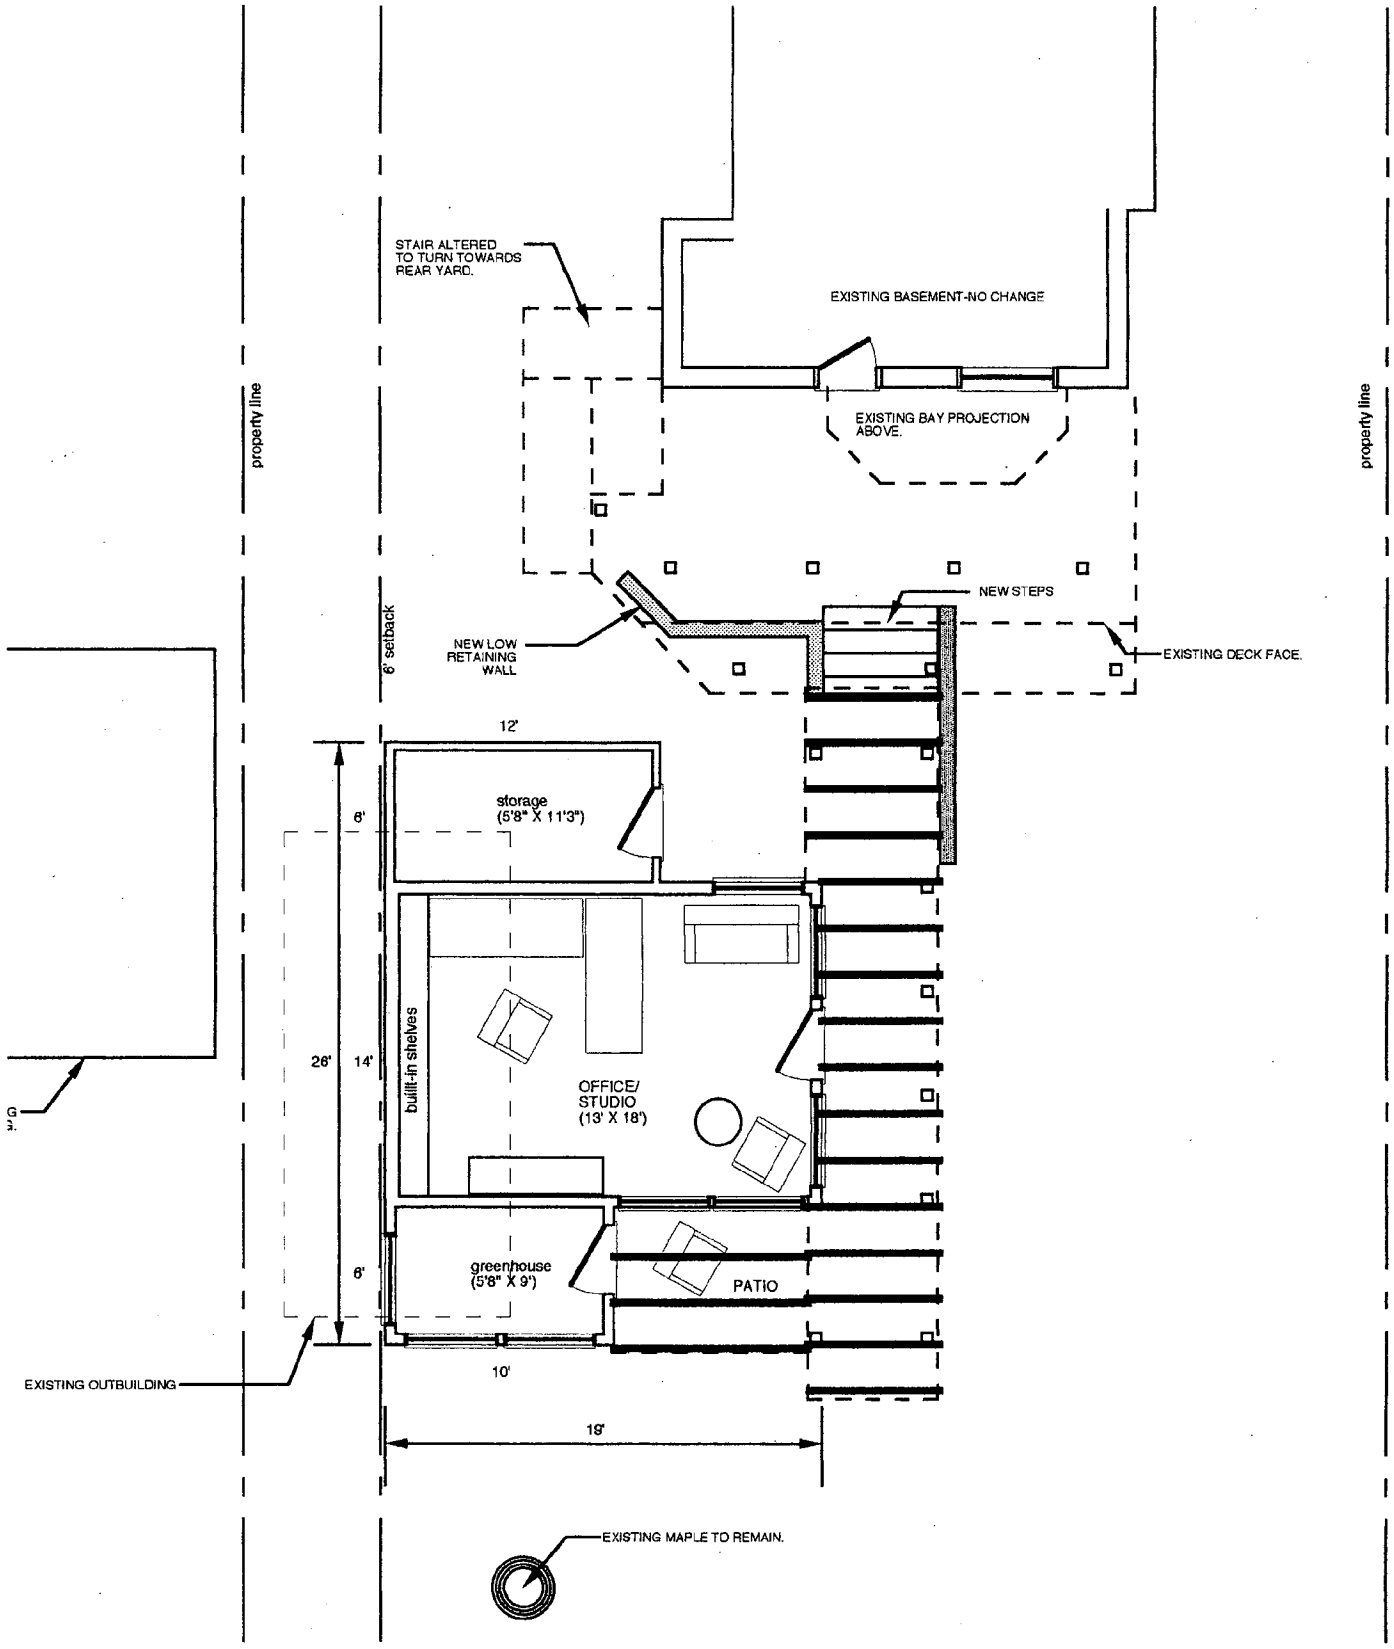 STAIR ALTERED
TO TURN TOWARDS
REAR YARD.
EXISTING BASEMENT-NO CHANGE
property line
property line
EXISTING BAY PROJECTION
ABOVE.
NEW STEPS
6' setback
NEW LOW
RETAINING
WALL
EXISTING DECK FACE.
12'
storage
(5'8" X 11'3")
6'
built-in shelves
26'
14'
OFFICE/
STUDIO
(13' X 18')
G
G.
greenhouse
(5'8" X 9')
6'
PATIO
EXISTING OUTBUILDING
10'
19'
EXISTING MAPLE TO REMAIN.